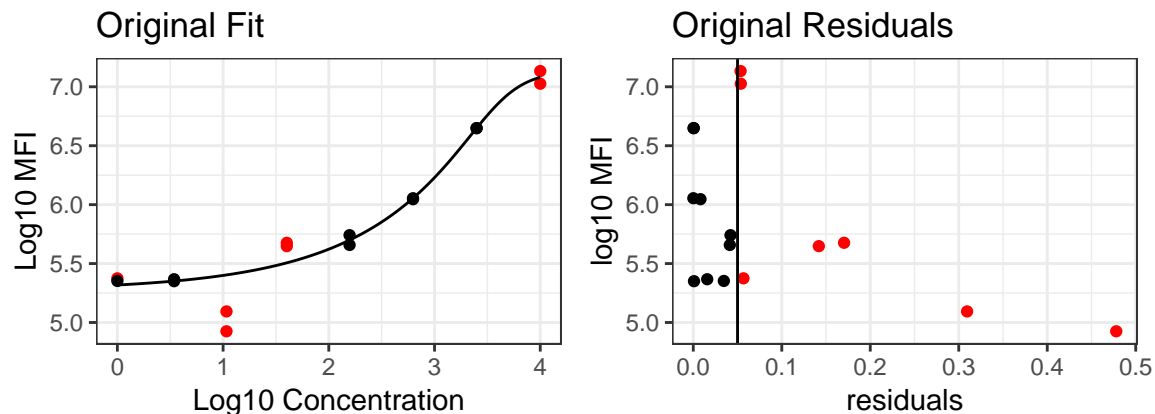 Original Fit
Log10 MFI
7.0
6.5
6.0
5.5
5.0
0 1 2 3 4
Log10 Concentration
Original Residuals
log10 MFI
7.0
6.5
6.0
5.5
5.0
0.0 0.1 0.2 0.3 0.4 0.5
residuals